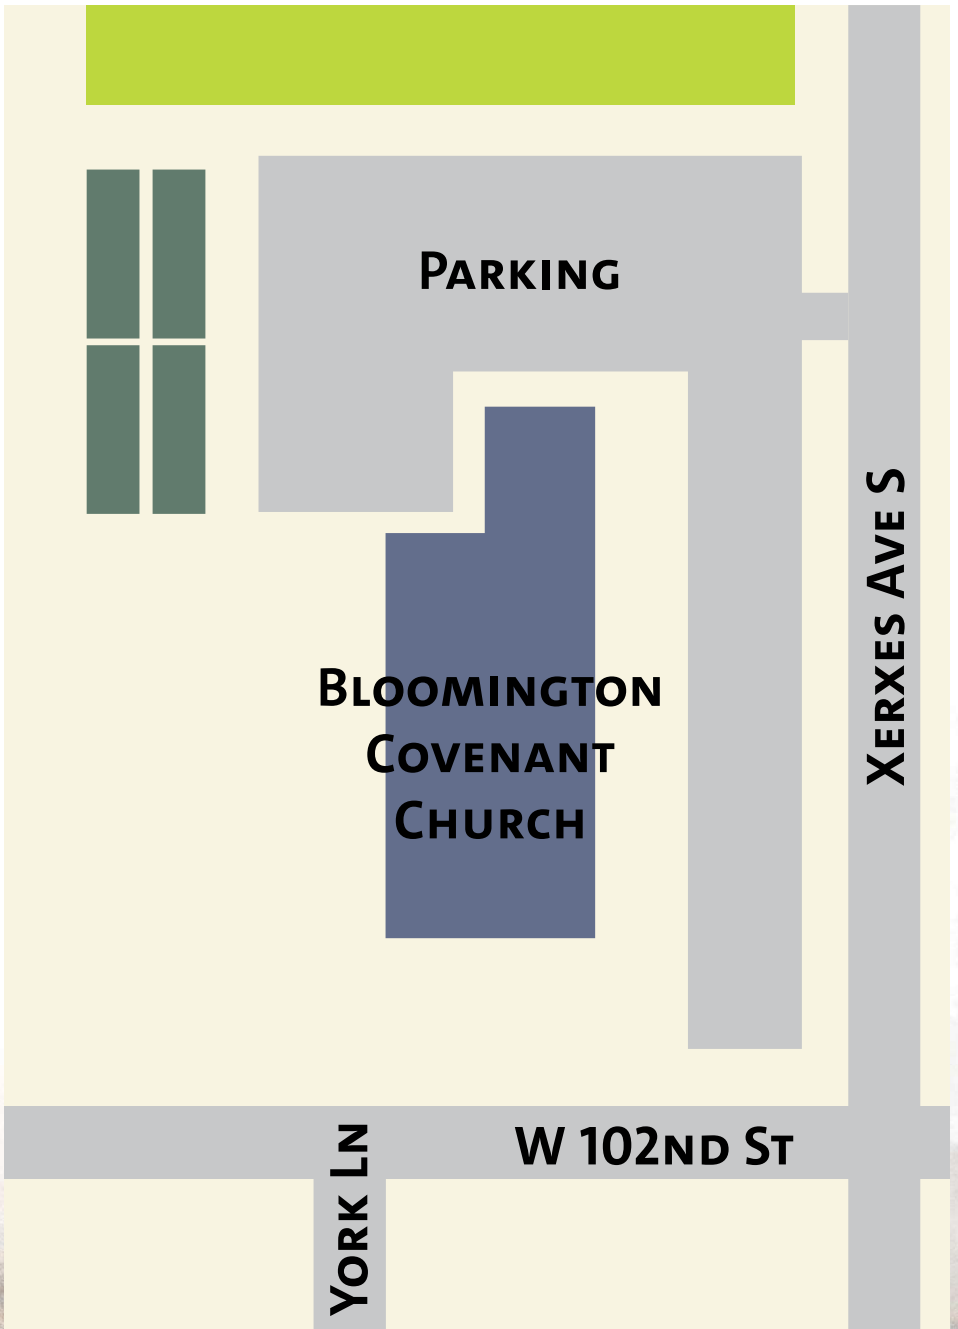 Parking
Xerxes Ave S
Bloomington
Covenant
Church
W 102nd St
York Ln